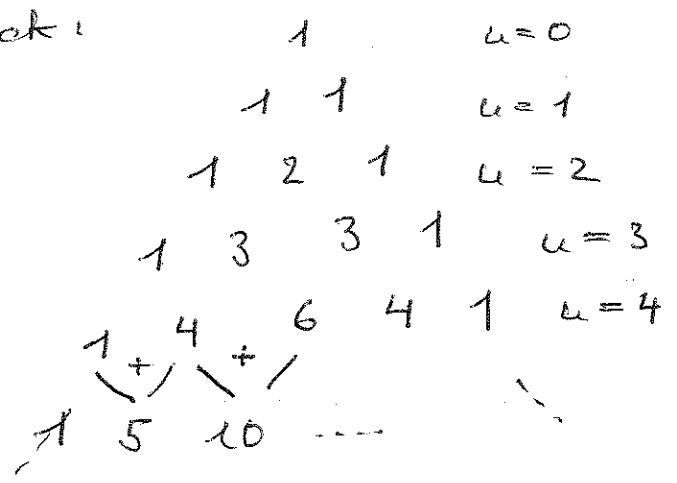 ck:
1 n = 0
1 1 n = 1
1 2 1 n = 2
1 3 3 1 n = 3
1 4 6 4 1 n = 4
+ +
1 5 10 ....